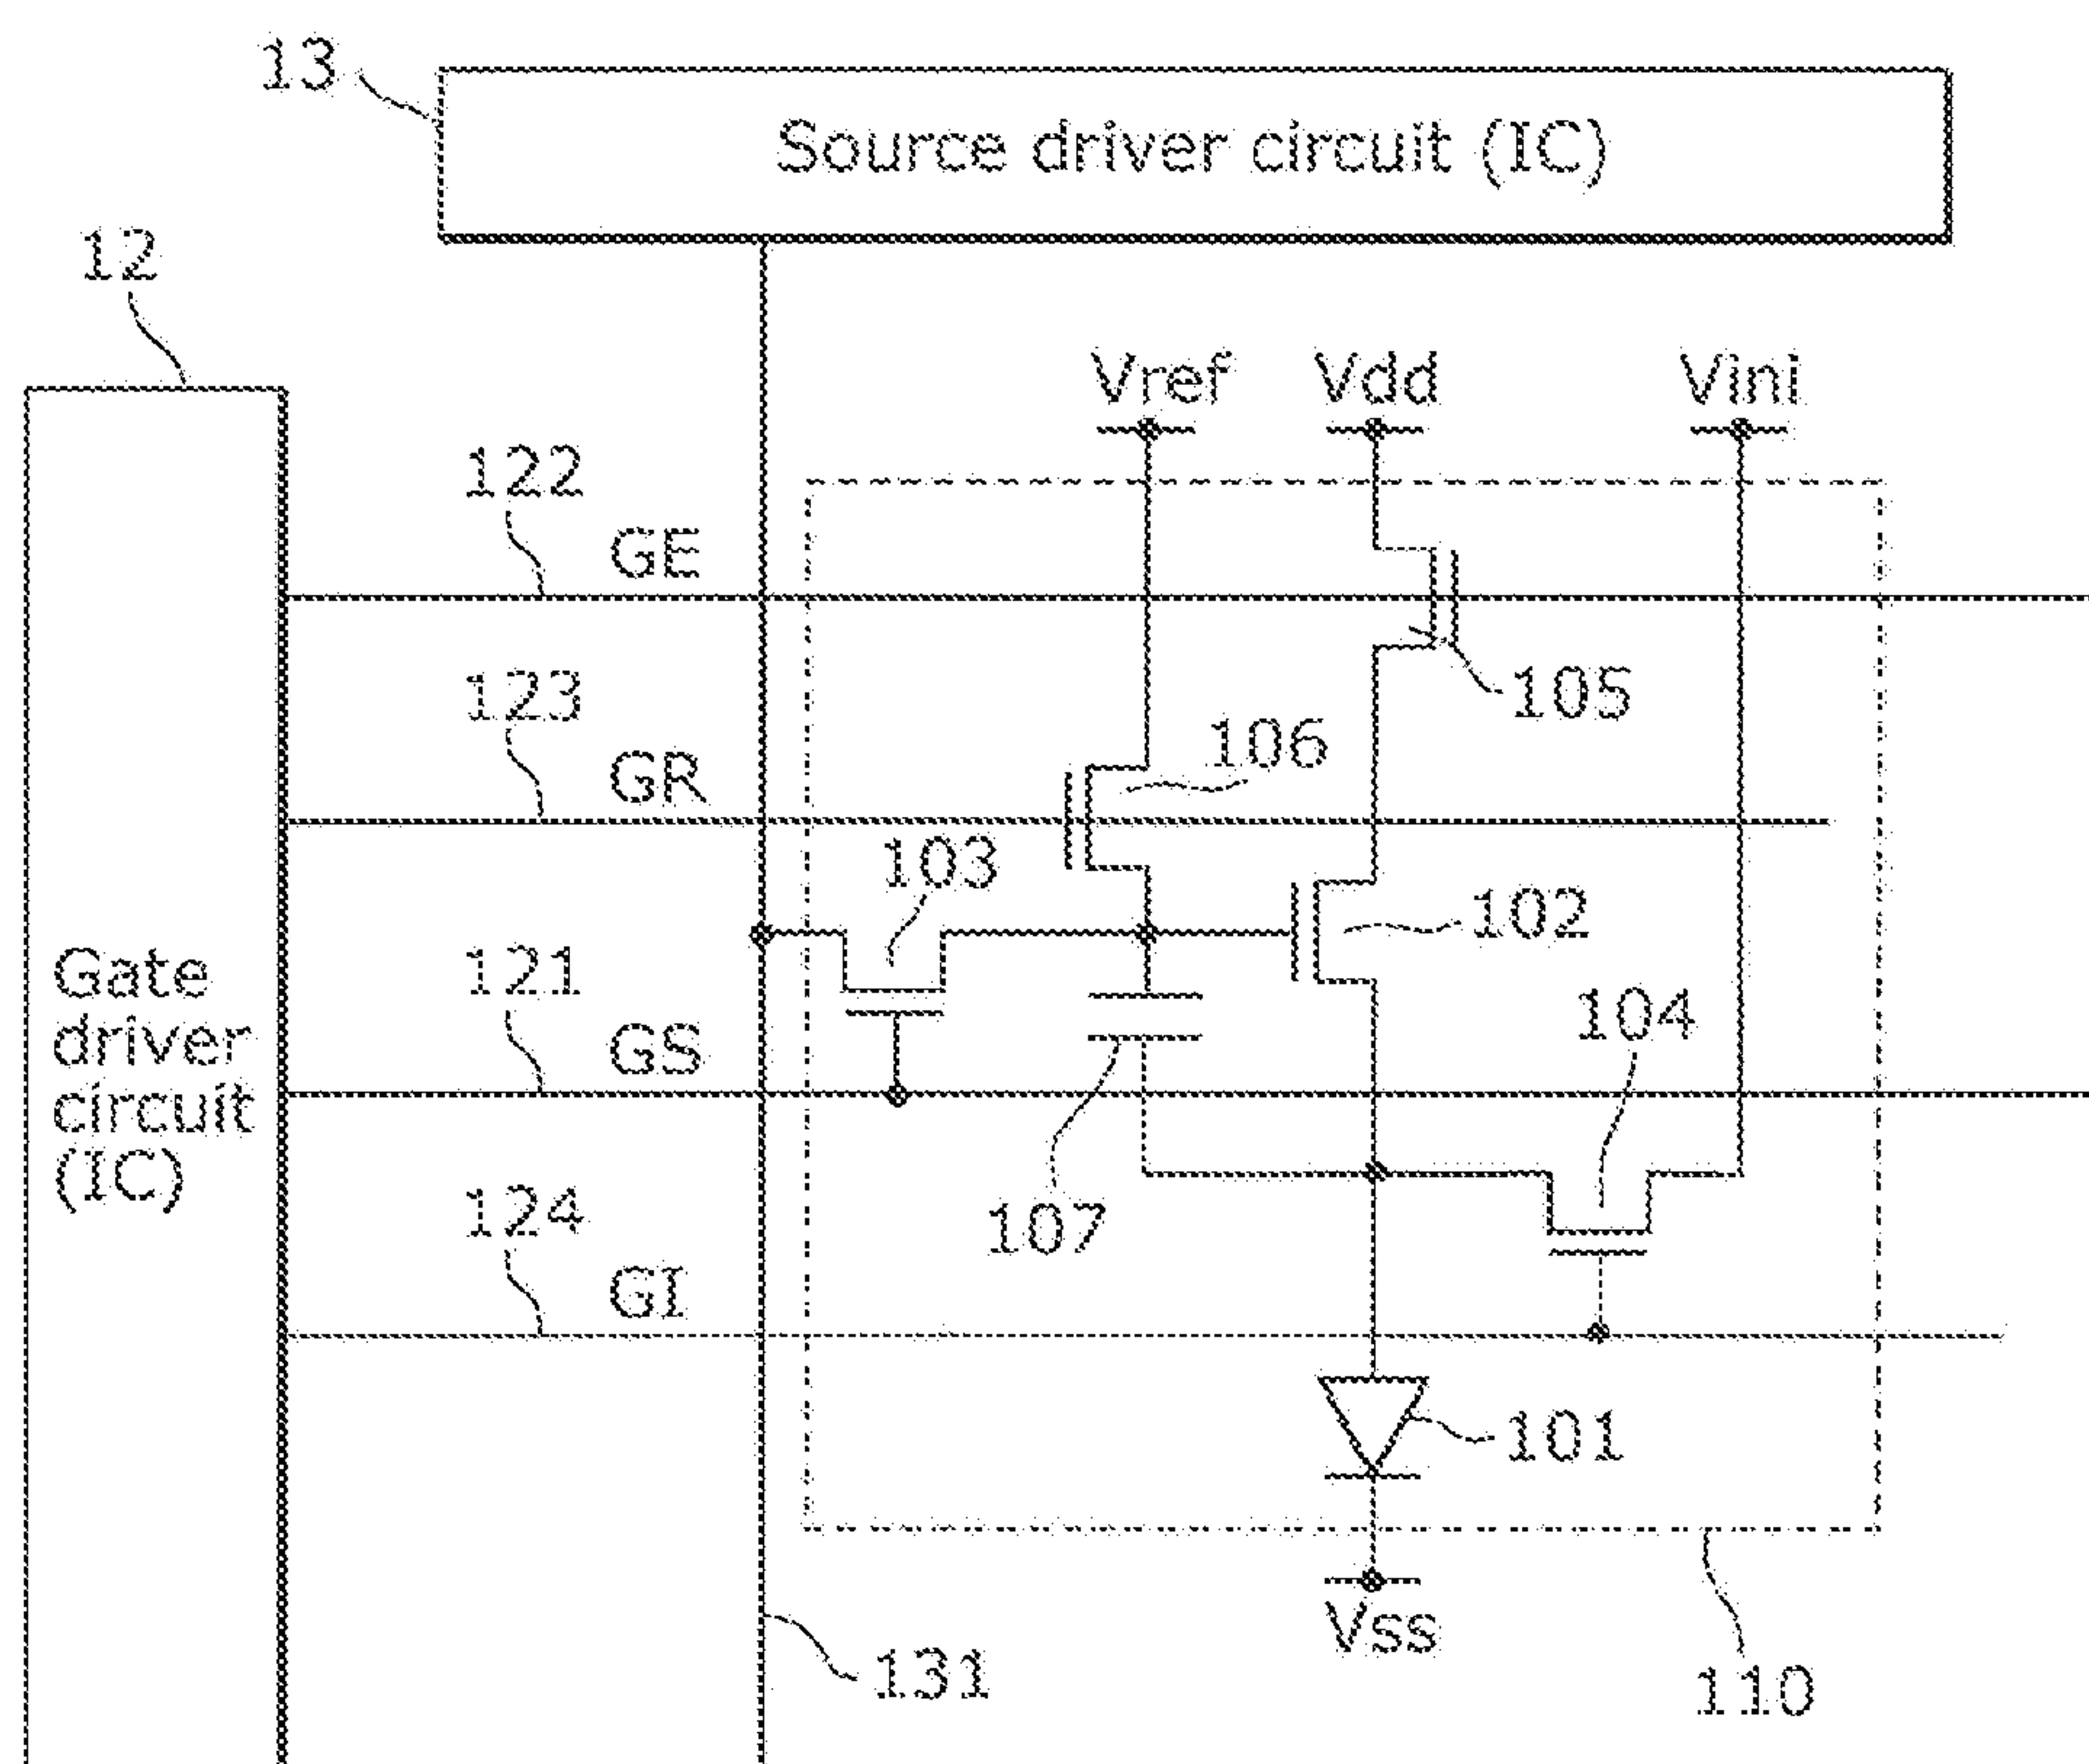 13
Source driver circuit (IC)
12
Vref
Vdd
Vini
122
GE
123
GR
105
106
103
102
Gate
driver
circuit
(IC)
121
GS
104
107
124
GI
101
Vss
131
110